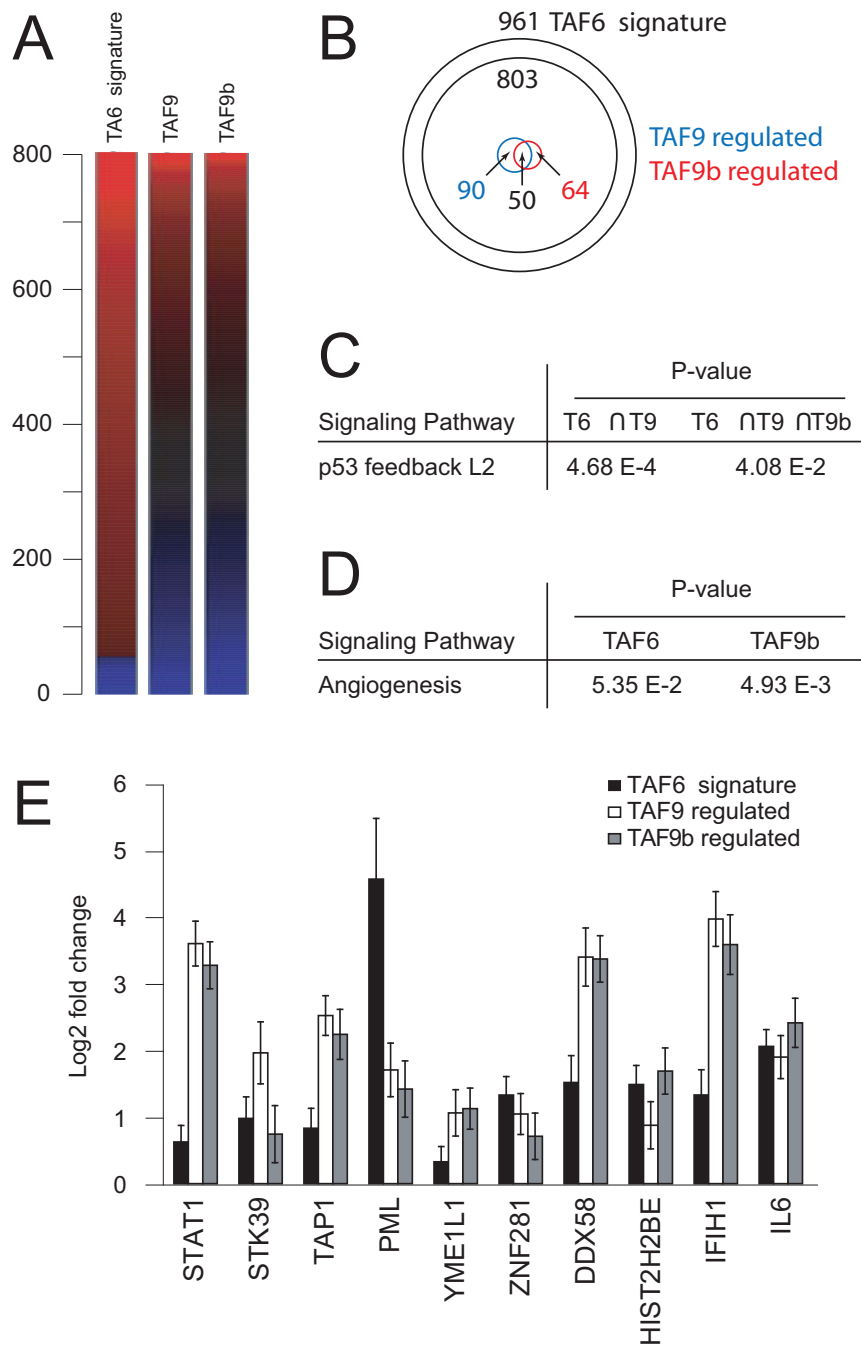 A
TA6 signature
TAF9
TAF9b
800
600
400
200
0
B
961 TAF6 signature
803
90
50
64
TAF9 regulated
TAF9b regulated
C
P-value
Signaling Pathway
T6 ∩T9
T6 ∩T9 ∩T9b
p53 feedback L2
4.68 E-4
4.08 E-2
D
P-value
Signaling Pathway
TAF6
TAF9b
Angiogenesis
5.35 E-2
4.93 E-3
E
TAF6 signature
TAF9 regulated
TAF9b regulated
Log2 fold change
6
5
4
3
2
1
0
STAT1
STK39
TAP1
PML
YME1L1
ZNF281
DDX58
HIST2H2BE
IFIH1
IL6